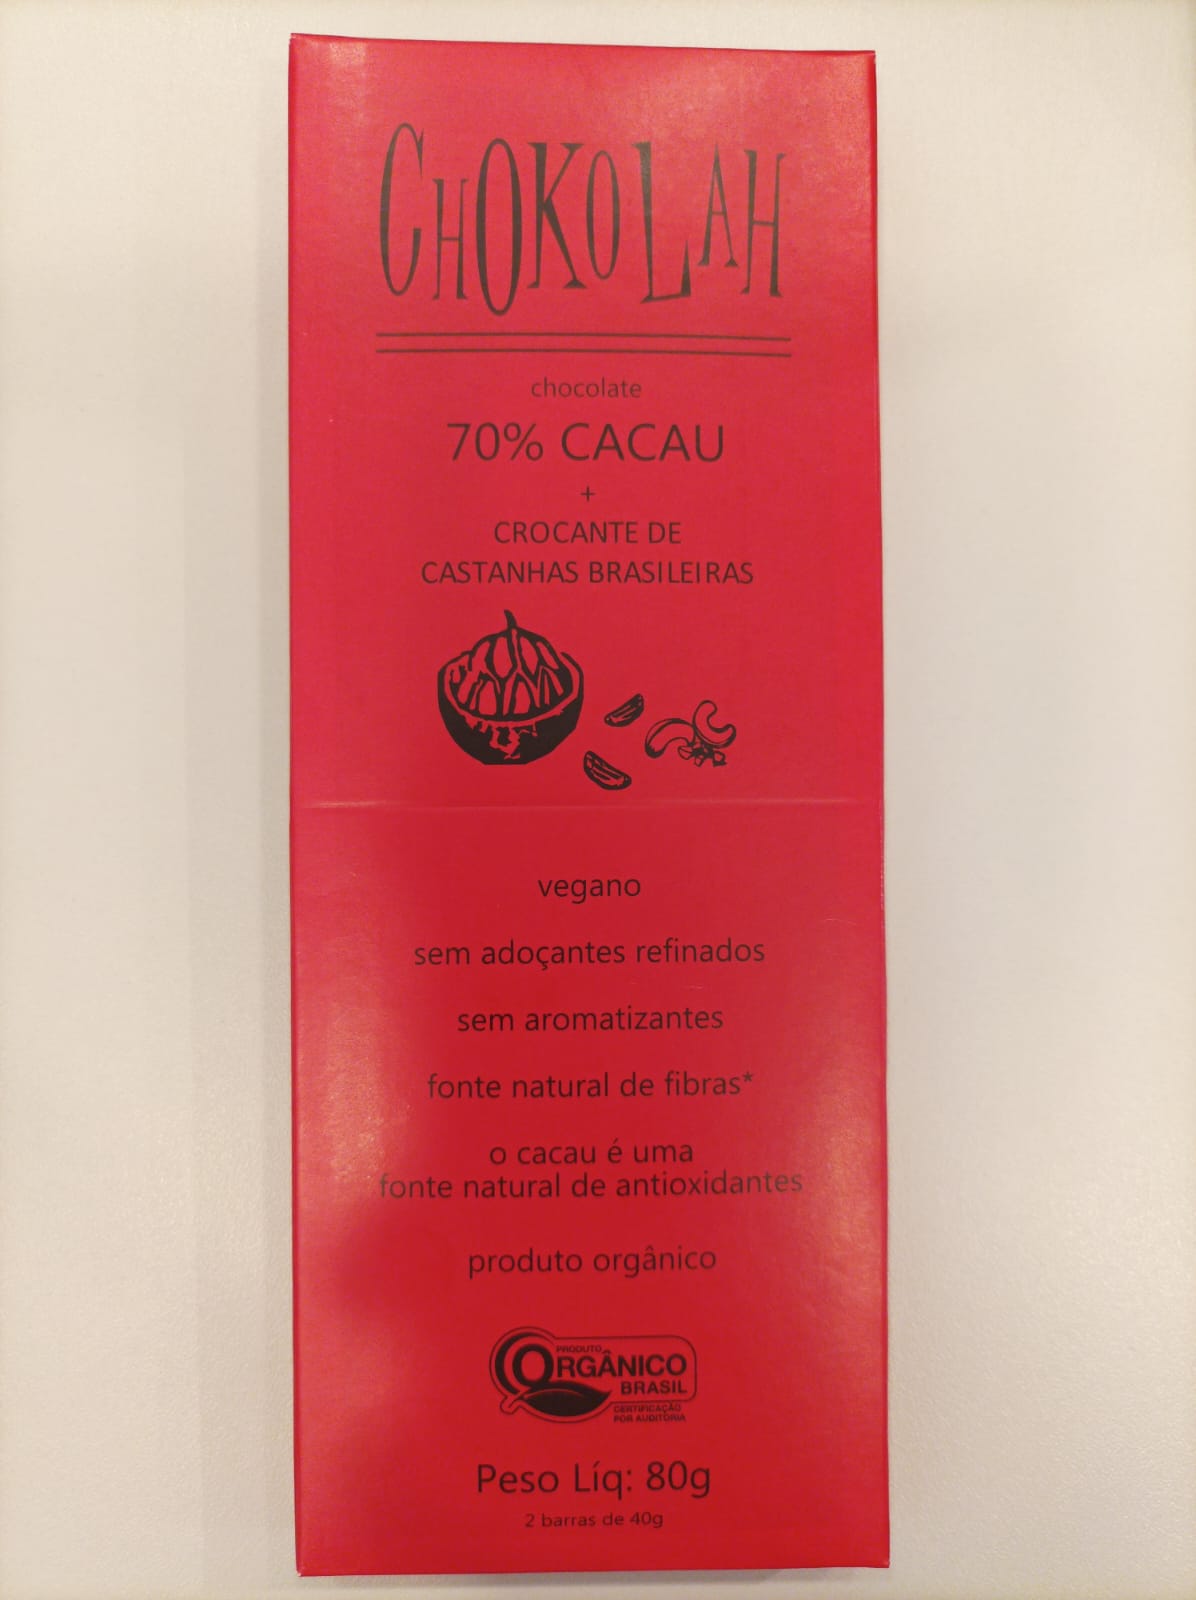 CHOKOLAH
chocolate
70% CACAU
+
CROCANTE DE
CASTANHAS BRASILEIRAS
vegano
sem adoçantes refinados
sem aromatizantes
fonte natural de fibras*
o cacau é uma
fonte natural de antioxidantes
produto orgânico
PRODUTO
ORGÂNICO
BRASIL
CERTIFICAÇÃO
POR AUDITORIA
Peso Líq: 80g
2 barras de 40g